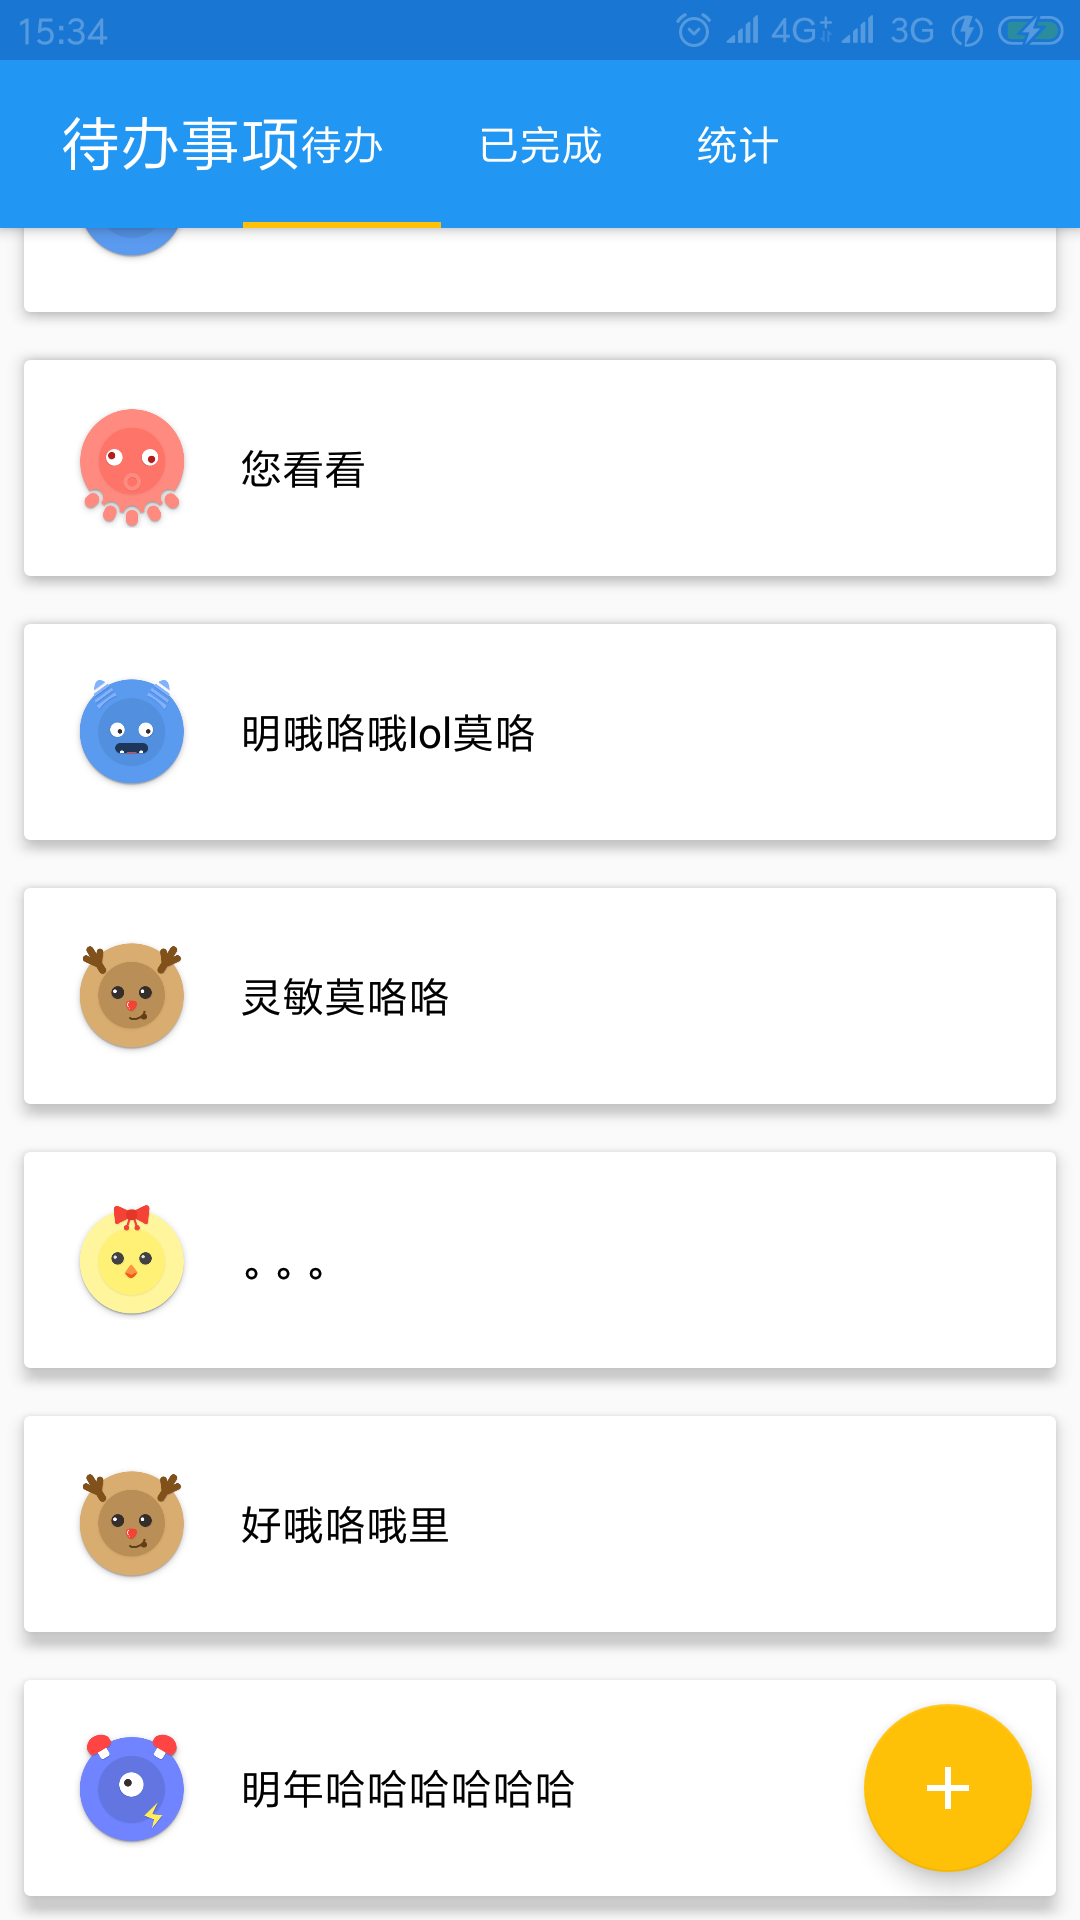 15:34 4G+ 3G
待办事项 待办 已完成 统计
您看看
明哦咯哦lol莫咯
灵敏莫咯咯
。。。
好哦咯哦里
明年哈哈哈哈哈哈